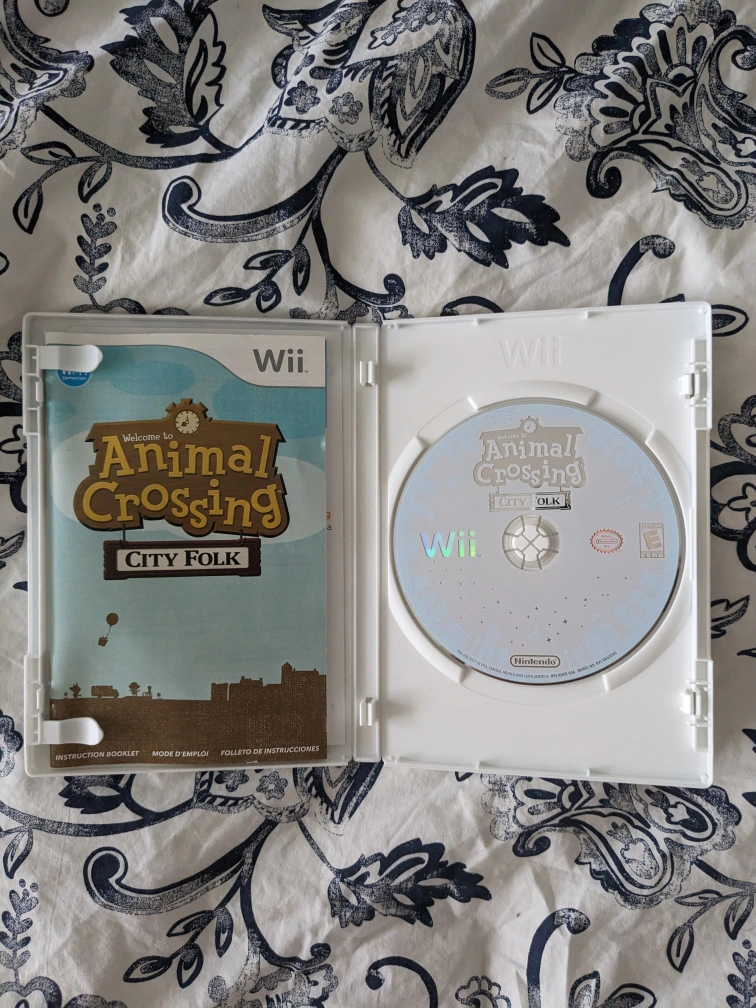 Wii
Welcome to
Animal
Crossing
CITY FOLK
INSTRUCTION BOOKLET MODE D'EMPLOI FOLLETO DE INSTRUCCIONES
Wii
Welcome to
Animal
Crossing
CITY FOLK
Wii
Nintendo
E
Nintendo